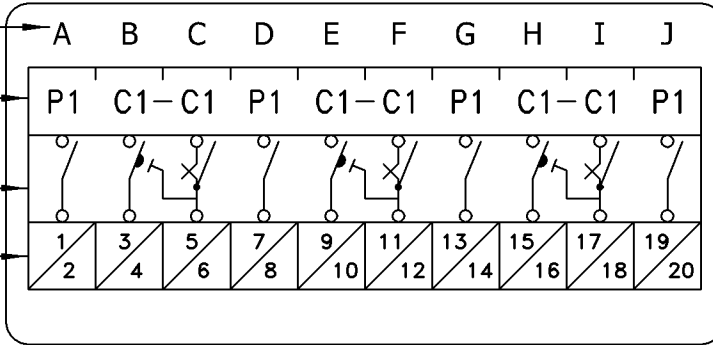 A B C D E F G H I J
P1 C1-C1 P1 C1-C1 P1 C1-C1 P1
1 3 5 7 9 11 13 15 17 19
2 4 6 8 10 12 14 16 18 20